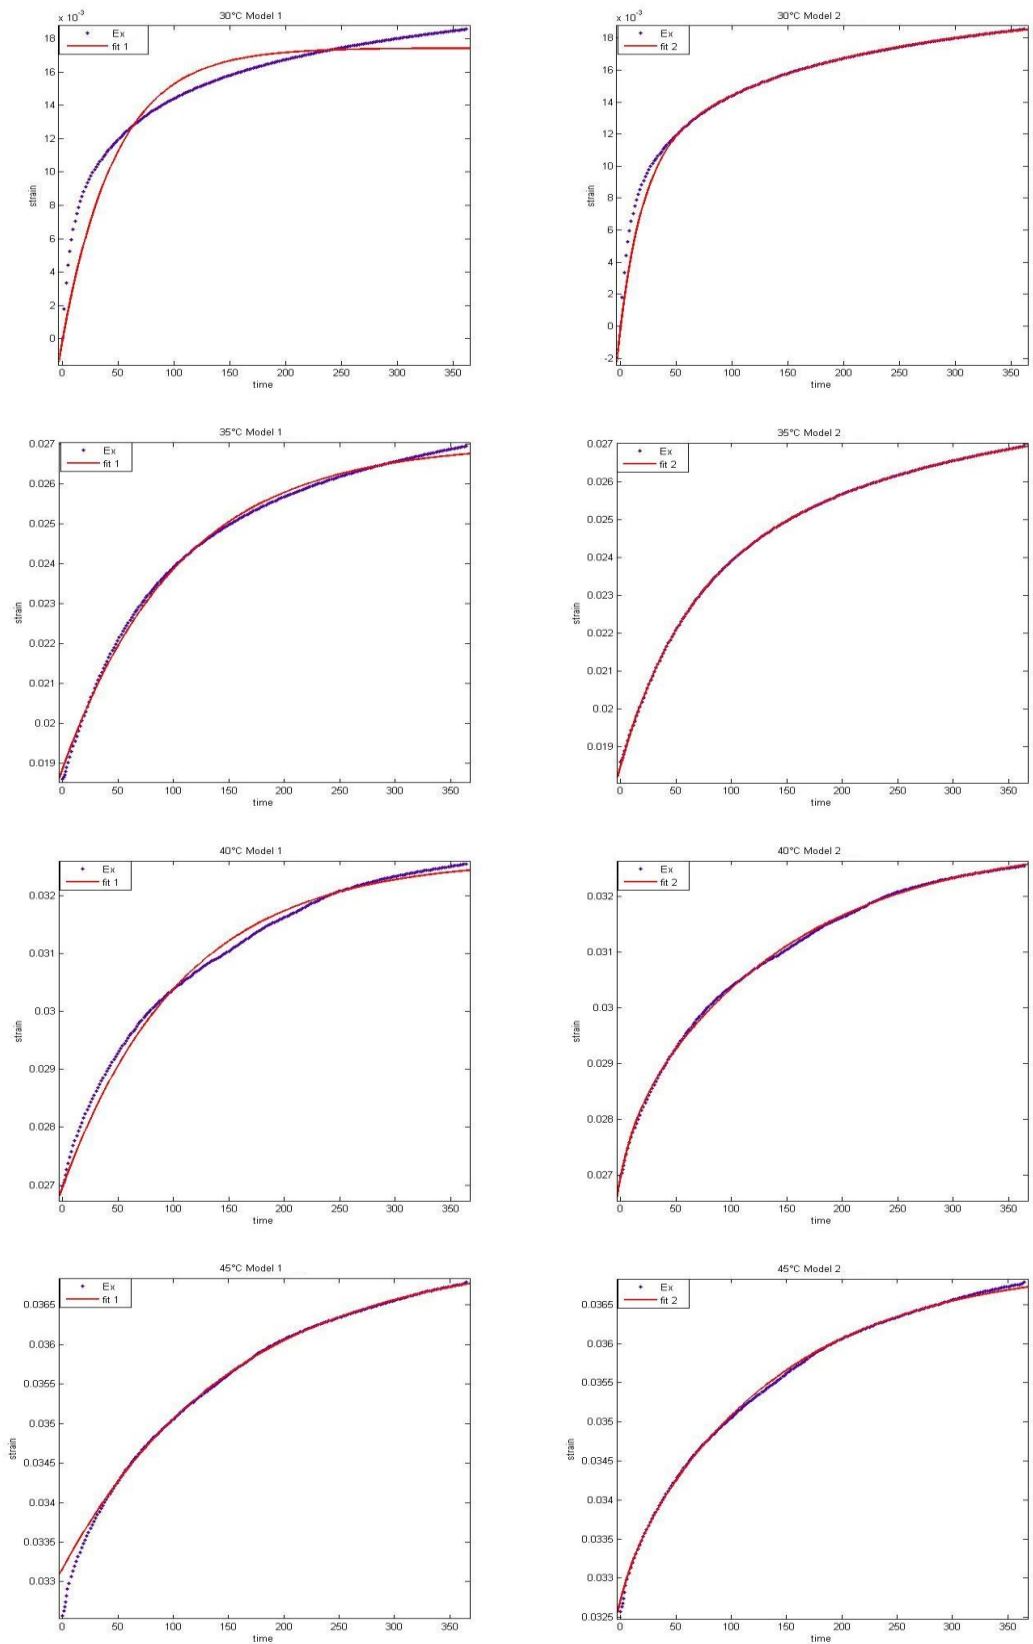 x 10⁻³
30°C Model 1
Ex
fit 1
18
16
14
12
10
8
6
4
2
0
strain
0 50 100 150 200 250 300 350
time
x 10⁻³
30°C Model 2
Ex
fit 2
18
16
14
12
10
8
6
4
2
0
-2
strain
0 50 100 150 200 250 300 350
time
35°C Model 1
Ex
fit 1
0.027
0.026
0.025
0.024
0.023
0.022
0.021
0.02
0.019
strain
0 50 100 150 200 250 300 350
time
35°C Model 2
Ex
fit 2
0.027
0.026
0.025
0.024
0.023
0.022
0.021
0.02
0.019
strain
0 50 100 150 200 250 300 350
time
40°C Model 1
Ex
fit 1
0.032
0.031
0.03
0.029
0.028
0.027
strain
0 50 100 150 200 250 300 350
time
40°C Model 2
Ex
fit 2
0.032
0.031
0.03
0.029
0.028
0.027
strain
0 50 100 150 200 250 300 350
time
45°C Model 1
Ex
fit 1
0.0365
0.036
0.0355
0.035
0.0345
0.034
0.0335
0.033
strain
0 50 100 150 200 250 300 350
time
45°C Model 2
Ex
fit 2
0.0365
0.036
0.0355
0.035
0.0345
0.034
0.0335
0.033
0.0325
strain
0 50 100 150 200 250 300 350
time